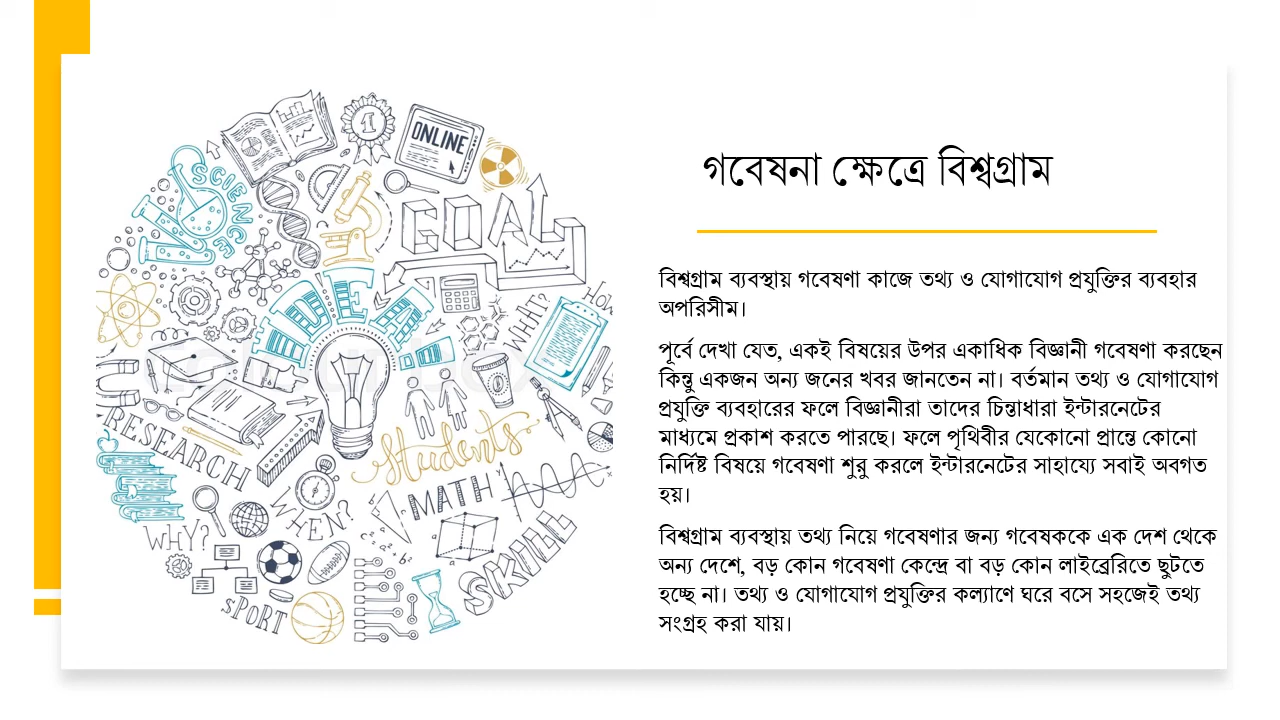 গবেষনা ক্ষেত্রে বিশ্বগ্রাম
বিশ্বগ্রাম ব্যবস্থায় গবেষণা কাজে তথ্য ও যোগাযোগ প্রযুক্তির ব্যবহার
অপরিসীম।
পূর্বে দেখা যেত, একই বিষয়ের উপর একাধিক বিজ্ঞানী গবেষণা করছেন
কিন্তু একজন অন্য জনের খবর জানতেন না। বর্তমান তথ্য ও যোগাযোগ
প্রযুক্তি ব্যবহারের ফলে বিজ্ঞানীরা তাদের চিন্তাধারা ইন্টারনেটের
মাধ্যমে প্রকাশ করতে পারছে। ফলে পৃথিবীর যেকোনো প্রান্তে কোনো
নির্দিষ্ট বিষয়ে গবেষণা শুরু করলে ইন্টারনেটের সাহায্যে সবাই অবগত
হয়।
বিশ্বগ্রাম ব্যবস্থায় তথ্য নিয়ে গবেষণার জন্য গবেষককে এক দেশ থেকে
অন্য দেশে, বড় কোন গবেষণা কেন্দ্রে বা বড় কোন লাইব্রেরিতে ছুটতে
হচ্ছে না। তথ্য ও যোগাযোগ প্রযুক্তির কল্যাণে ঘরে বসে সহজেই তথ্য
সংগ্রহ করা যায়।
1
ONLINE
SCIENCE
GOAL
IDEA
WHAT?
HOW
RESEARCH
Students
MATH
WHEN?
WHY?
SKILL
SPORT